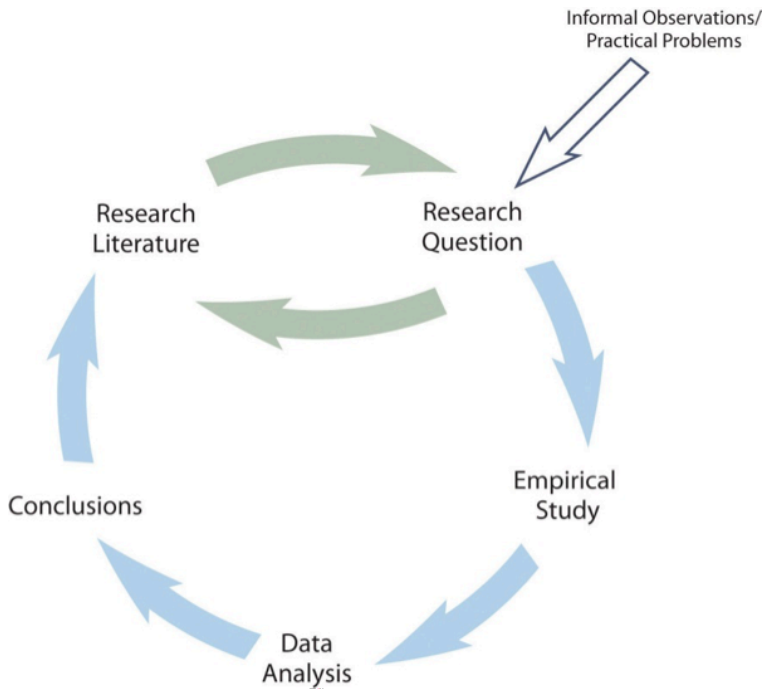 Informal Observations/
Practical Problems
Research
Literature
Research
Question
Empirical
Study
Conclusions
Data
Analysis